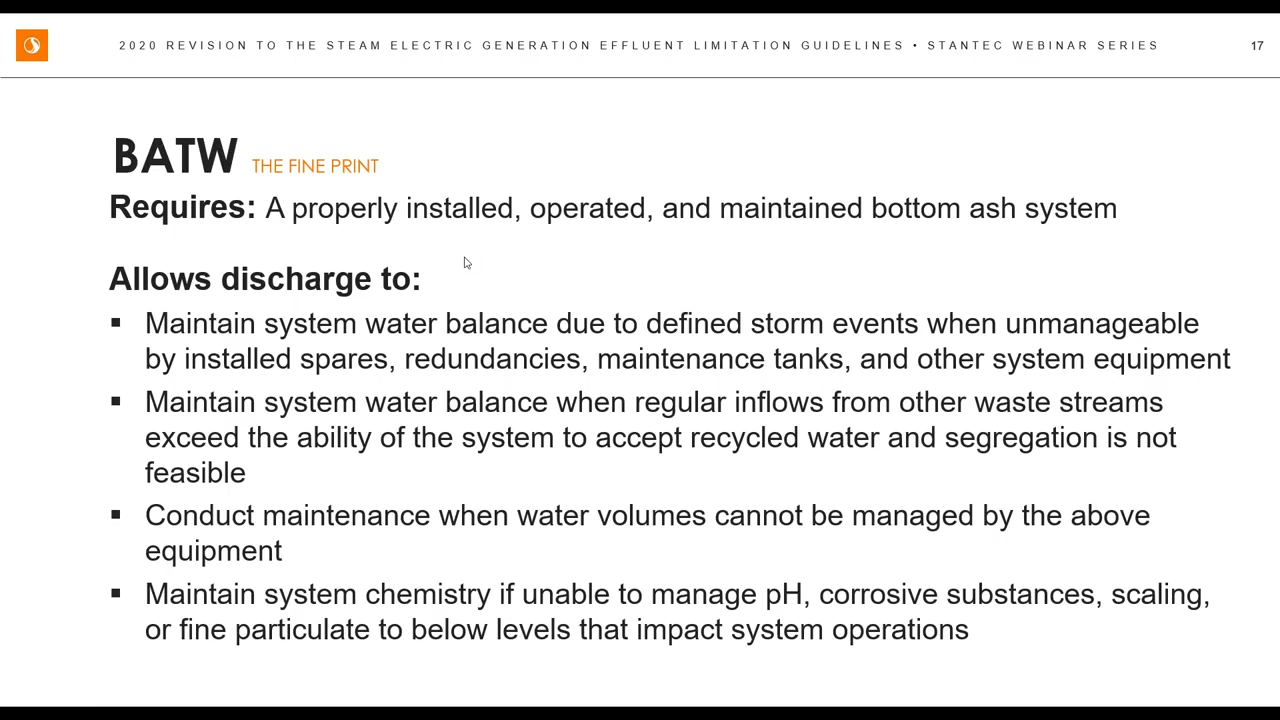 2020 REVISION TO THE STEAM ELECTRIC GENERATION EFFLUENT LIMITATION GUIDELINES • STANTEC WEBINAR SERIES
17
BATW THE FINE PRINT
Requires: A properly installed, operated, and maintained bottom ash system
Allows discharge to:
▪ Maintain system water balance due to defined storm events when unmanageable
by installed spares, redundancies, maintenance tanks, and other system equipment
▪ Maintain system water balance when regular inflows from other waste streams
exceed the ability of the system to accept recycled water and segregation is not
feasible
▪ Conduct maintenance when water volumes cannot be managed by the above
equipment
▪ Maintain system chemistry if unable to manage pH, corrosive substances, scaling,
or fine particulate to below levels that impact system operations